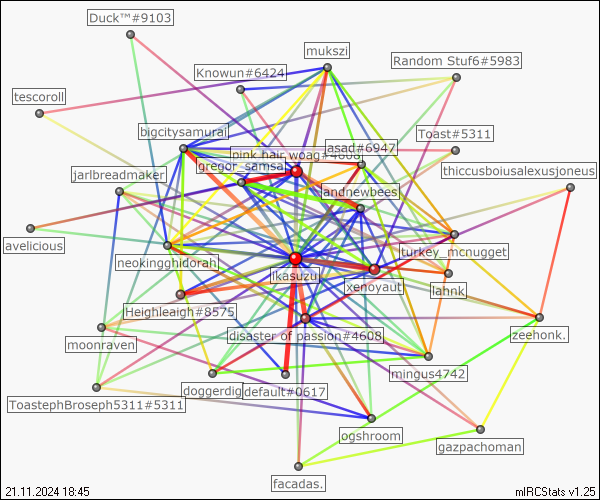 Duck™#9103
mukszi
Random Stuf6#5983
Knowun#6424
tescoroll
bigcitysamurai
asad#6947
Toast#5311
pink hair woag#4608
gregor_samsa
thiccusboiusalexusjoneus
jarlbreadmaker
landnewbees
avelicious
turkey_mcnugget
neokingghidorah
ikasuzu
xenoyaut
lahnk
Heighleaigh#8575
disaster of passion#4608
zeehonk.
moonraven
mingus4742
doggerdig
default#0617
ToastephBroseph5311#5311
ogshroom
gazpachoman
facadas.
21.11.2024 18:45
mIRCStats v1.25